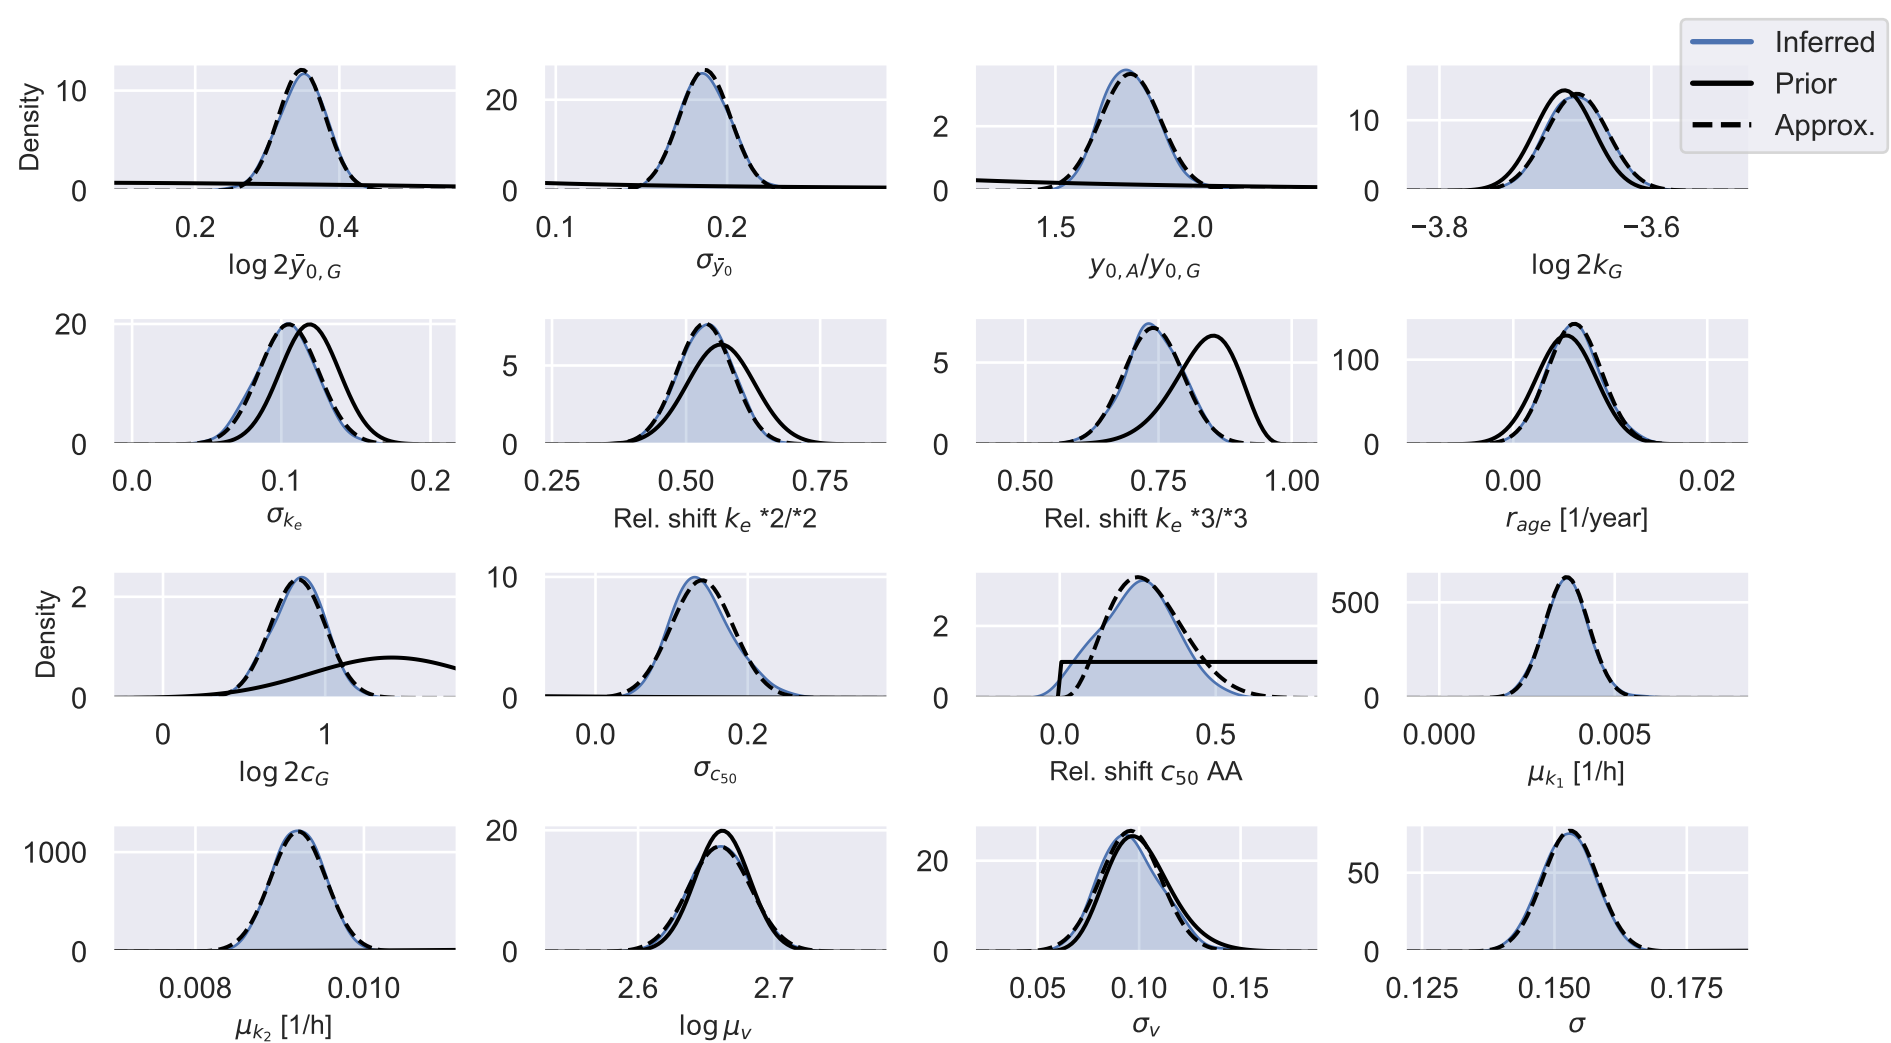 Inferred
Prior
Approx.
Density
10
0
0.2 0.4
log 2ȳ₀,G
20
0
0.1 0.2
σȳ₀
2
0
1.5 2.0
y₀,A/y₀,G
10
0
−3.8 −3.6
log 2k_G
20
0
0.0 0.1 0.2
σ_kₑ
5
0
0.25 0.50 0.75
Rel. shift kₑ *2/*2
5
0
0.50 0.75 1.00
Rel. shift kₑ *3/*3
100
0
0.00 0.02
r_age [1/year]
Density
2
0
0 1
log 2c_G
10
0
0.0 0.2
σ_c₅₀
2
0
0.0 0.5
Rel. shift c₅₀ AA
500
0
0.000 0.005
μ_k₁ [1/h]
1000
0
0.008 0.010
μ_k₂ [1/h]
20
0
2.6 2.7
log μᵥ
20
0
0.05 0.10 0.15
σᵥ
50
0
0.125 0.150 0.175
σ